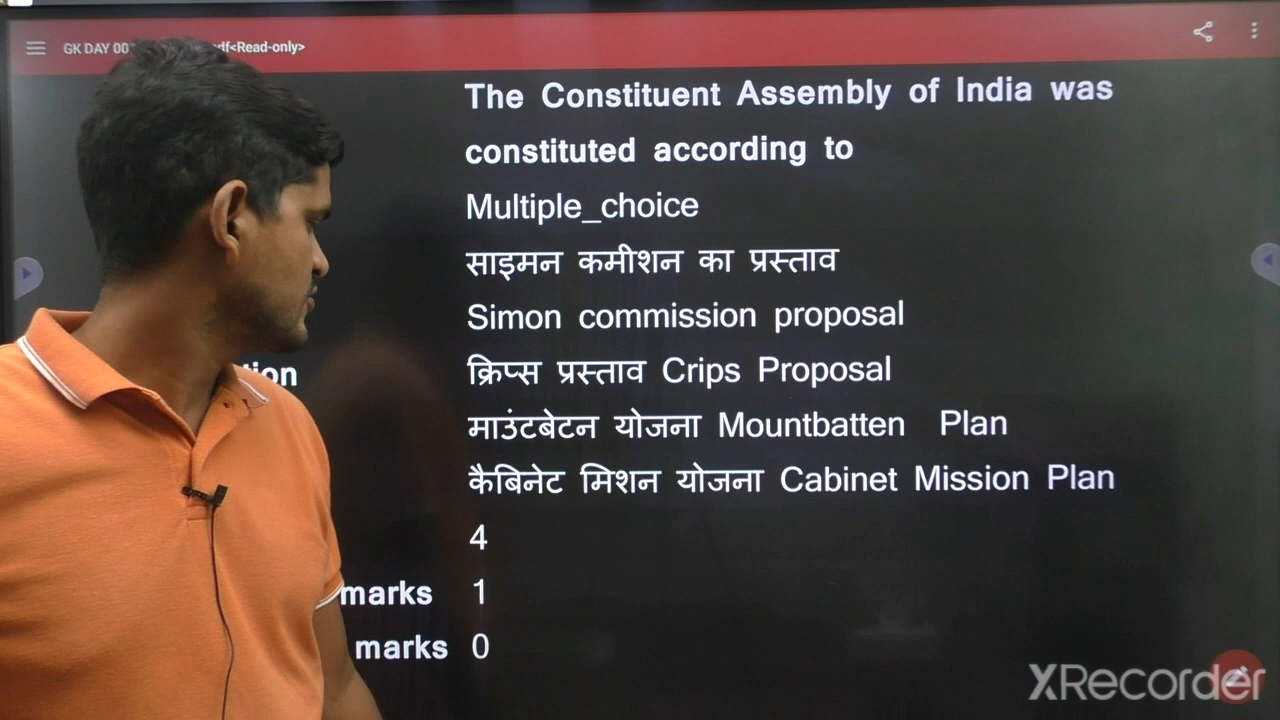 GK DAY 00 df<Read-only>
The Constituent Assembly of India was
constituted according to
Multiple_choice
साइमन कमीशन का प्रस्ताव
Simon commission proposal
tion
क्रिप्स प्रस्ताव Crips Proposal
माउंटबेटन योजना Mountbatten Plan
कैबिनेट मिशन योजना Cabinet Mission Plan
4
marks 1
marks 0
XRecorder